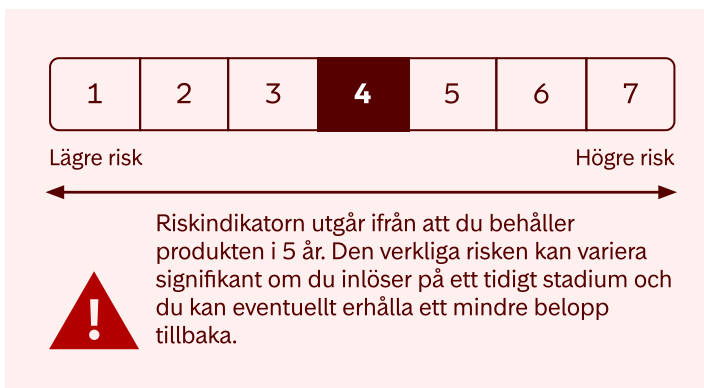 1 2 3 4 5 6 7
Lägre risk Högre risk
Riskindikatorn utgår ifrån att du behåller
produkten i 5 år. Den verkliga risken kan variera
signifikant om du inlöser på ett tidigt stadium och
du kan eventuellt erhålla ett mindre belopp
tillbaka.
!